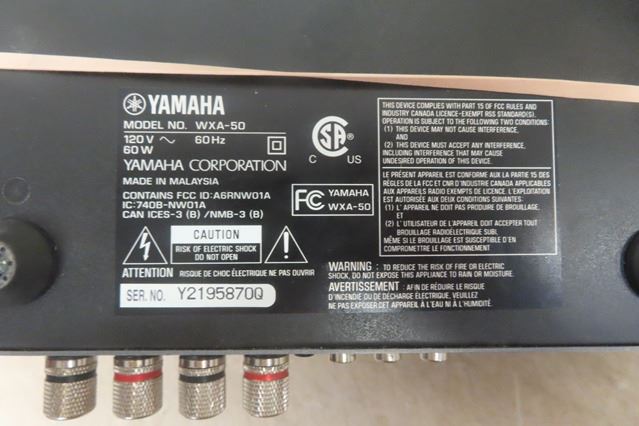 YAMAHA
MODEL NO. WXA-50
120V ~ 60Hz
60W
YAMAHA CORPORATION
MADE IN MALAYSIA
CONTAINS FCC ID:A6RNW01A
IC:740B-NW01A
CAN ICES-3 (B) /NMB-3 (B)
CAUTION
RISK OF ELECTRIC SHOCK
DO NOT OPEN
ATTENTION RISQUE DE CHOC ÉLECTRIQUE NE PAS OUVRIR
SER. NO. Y2195870Q
SA
C US
FC YAMAHA
WXA-50
THIS DEVICE COMPLIES WITH PART 15 OF FCC RULES AND
INDUSTRY CANADA LICENCE-EXEMPT RSS STANDARD(S).
OPERATION IS SUBJECT TO THE FOLLOWING TWO CONDITIONS:
(1) THIS DEVICE MAY NOT CAUSE INTERFERENCE,
AND
(2) THIS DEVICE MUST ACCEPT ANY INTERFERENCE,
INCLUDING INTERFERENCE THAT MAY CAUSE
UNDESIRED OPERATION OF THIS DEVICE.
LE PRÉSENT APPAREIL EST CONFORME AUX LA PARTIE 15 DES
RÈGLES DE LA FCC ET CNR D'INDUSTRIE CANADA APPLICABLES
AUX APPAREILS RADIO EXEMPTS DE LICENCE. L'EXPLOITATION
EST AUTORISÉE AUX DEUX CONDITIONS SUIVANTES:
(1) L' APPAREIL NE DOIT PAS PRODUIRE DE BROUILLAGE,
ET
(2) L' UTILISATEUR DE L'APPAREIL DOIT ACCEPTER TOUT
BROUILLAGE RADIOÉLECTRIQUE SUBI.
MÊME SI LE BROUILLAGE EST SUSCEPTIBLE D'EN
COMPROMETTRE LE FONCTIONNEMENT.
WARNING : TO REDUCE THE RISK OF FIRE OR ELECTRIC
SHOCK, DO NOT EXPOSE THIS APPLIANCE TO RAIN OR MOISTURE.
AVERTISSEMENT : AFIN DE RÉDUIRE LE RISQUE
D'INCENDIE OU DE DÉCHARGE ÉLECTRIQUE, VEUILLEZ
NE PAS EXPOSER CET APPAREIL À L'EAU NI À L'HUMIDITÉ.